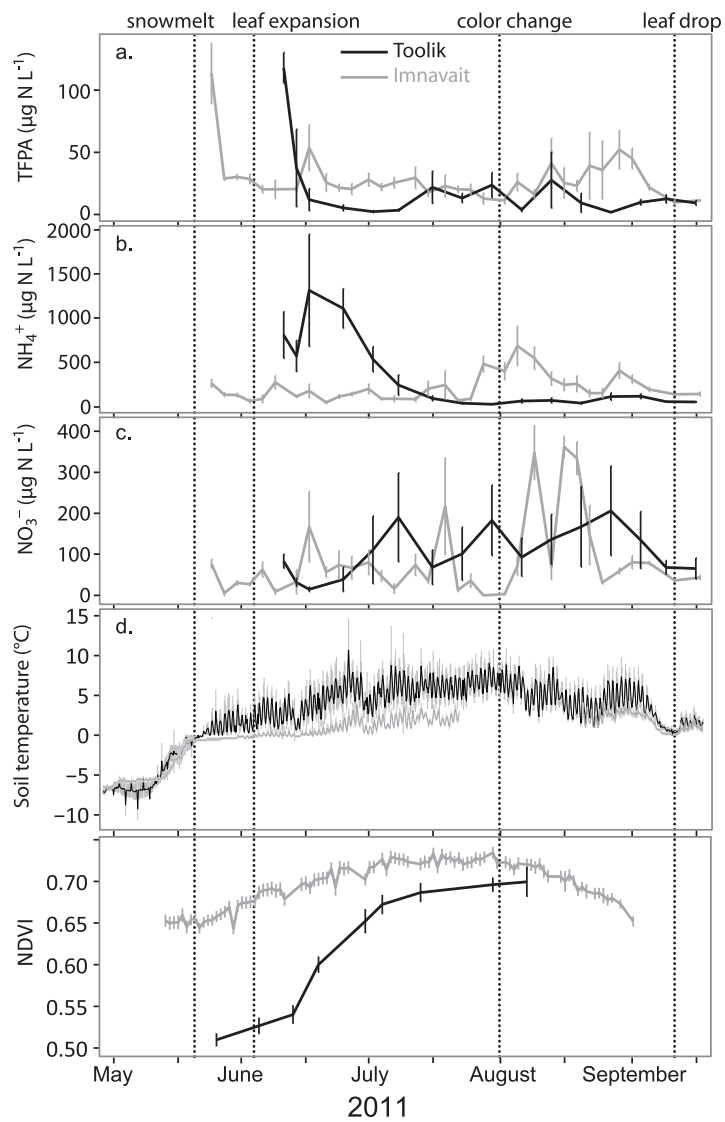 snowmelt leaf expansion color change leaf drop
a.
Toolik
Imnavait
TFPA (µg N L⁻¹)
100
50
0
b.
NH₄⁺ (µg N L⁻¹)
2000
1500
1000
500
0
c.
NO₃⁻ (µg N L⁻¹)
400
300
200
100
0
d.
Soil temperature (°C)
15
10
5
0
−5
−10
NDVI
0.70
0.65
0.60
0.55
0.50
May June July August September
2011